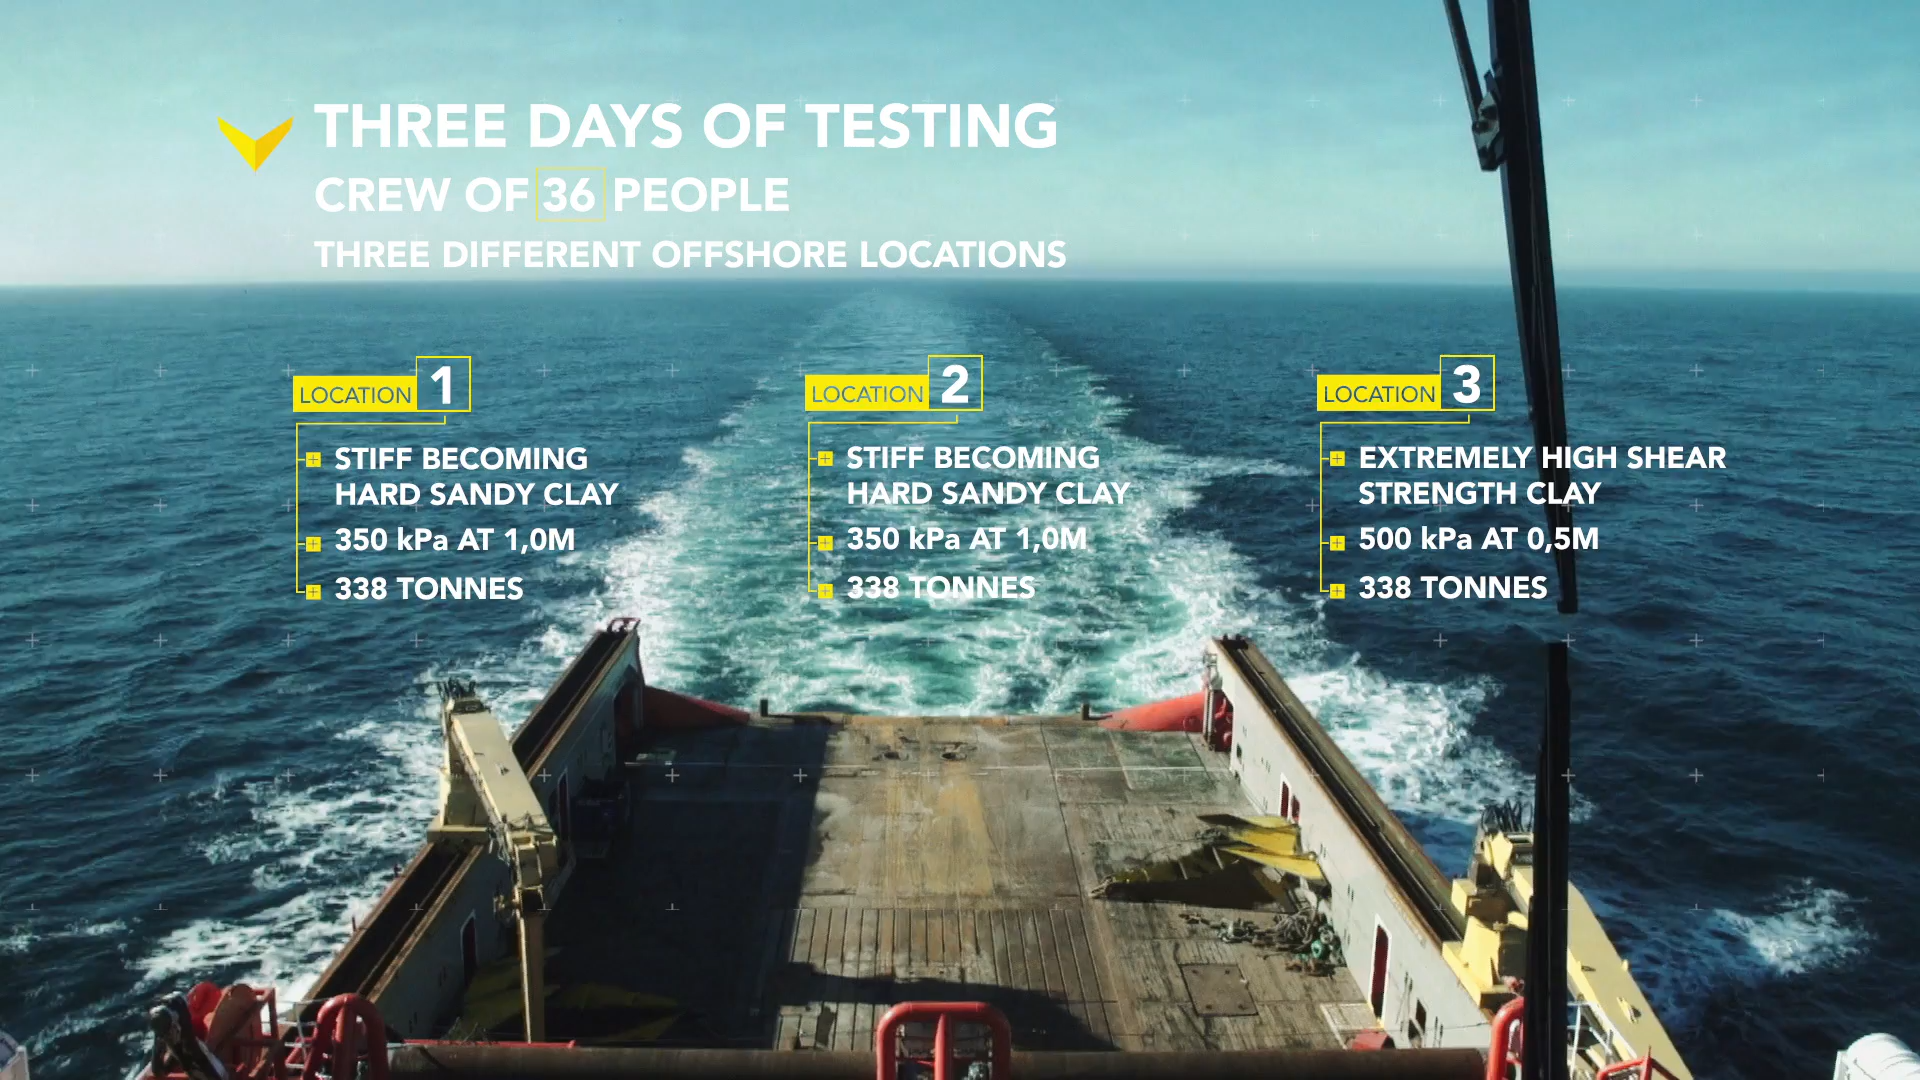 THREE DAYS OF TESTING
CREW OF 36 PEOPLE
THREE DIFFERENT OFFSHORE LOCATIONS
LOCATION 1
STIFF BECOMING
HARD SANDY CLAY
350 kPa AT 1,0M
338 TONNES
LOCATION 2
STIFF BECOMING
HARD SANDY CLAY
350 kPa AT 1,0M
338 TONNES
LOCATION 3
EXTREMELY HIGH SHEAR
STRENGTH CLAY
500 kPa AT 0,5M
338 TONNES